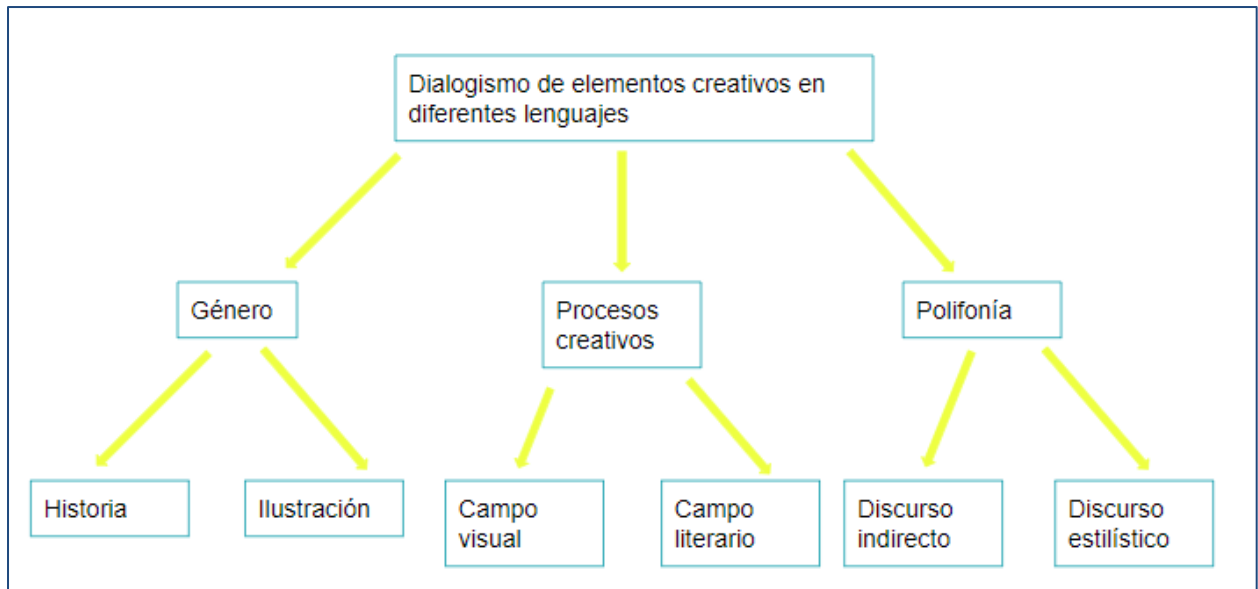 Dialogismo de elementos creativos en
diferentes lenguajes
Género
Procesos
creativos
Polifonía
Historia
Ilustración
Campo
visual
Campo
literario
Discurso
indirecto
Discurso
estilístico